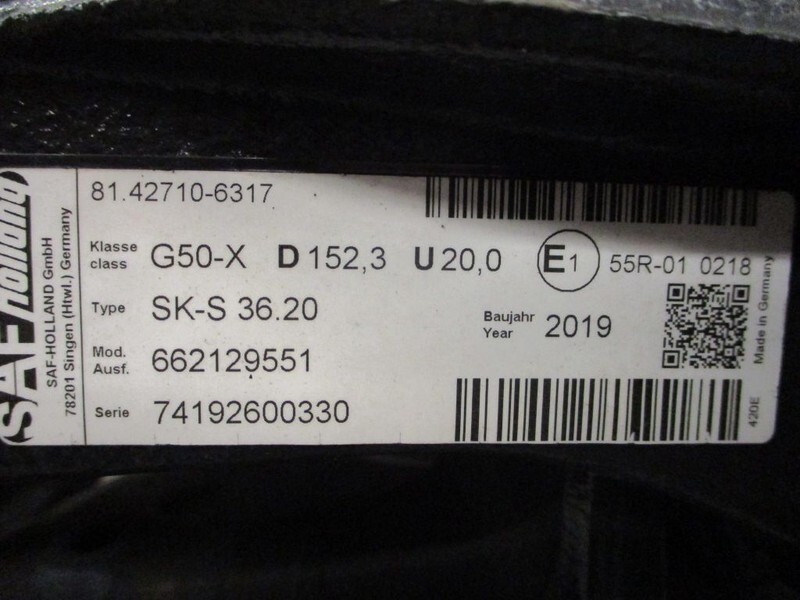 SAF Holland
SAF-HOLLAND GmbH
78201 Singen (Htwl.) Germany
81.42710-6317
Klasse
class
G50-X D 152,3 U 20,0 E1 55R-01 0218
Type SK-S 36.20
Baujahr
Year
2019
Mod.
Ausf.
662129551
Serie 74192600330
Made in Germany
420E